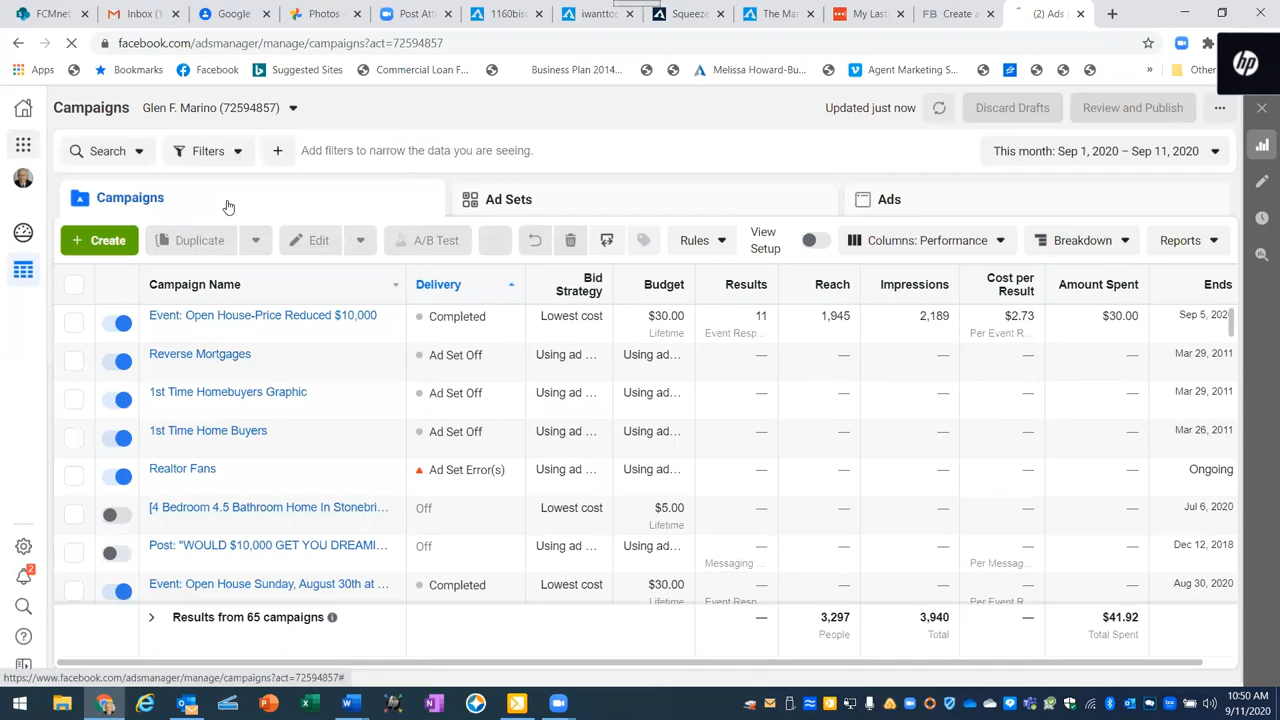 FCMnet
Inbox (1
Google
Photos -
Post Att
1160bis
iwantto
Squeeze
The Mar
My Last
FB Create a
(2) Ads
facebook.com/adsmanager/manage/campaigns?act=72594857
Apps
Bookmarks
Facebook
Suggested Sites
Commercial Loan F...
Business Plan 2014...
Melissa Howard-Bu...
Agent Marketing S...
»
Other
hp
Campaigns
Glen F. Marino (72594857)
Updated just now
Discard Drafts
Review and Publish
Search
Filters
Add filters to narrow the data you are seeing.
This month: Sep 1, 2020 – Sep 11, 2020
Campaigns
Ad Sets
Ads
+ Create
Duplicate
Edit
A/B Test
Rules
View Setup
Columns: Performance
Breakdown
Reports
Campaign Name Delivery Bid Strategy Budget Results Reach Impressions Cost per Result Amount Spent Ends
Event: Open House-Price Reduced $10,000 Completed Lowest cost $30.00 11 1,945 2,189 $2.73 $30.00 Sep 5, 202
Lifetime Event Resp... Per Event R...
Reverse Mortgages Ad Set Off Using ad ... Using ad... — — — — — Mar 29, 2011
1st Time Homebuyers Graphic Ad Set Off Using ad ... Using ad... — — — — — Mar 29, 2011
1st Time Home Buyers Ad Set Off Using ad ... Using ad... — — — — — Mar 26, 2011
Realtor Fans Ad Set Error(s) Using ad ... Using ad... — — — — — Ongoing
[4 Bedroom 4.5 Bathroom Home In Stonebri... Off Lowest cost $5.00 — — — — — Jul 6, 2020
Lifetime
Post: "WOULD $10,000 GET YOU DREAMI... Off Using ad ... Using ad... — — — — — Dec 12, 2018
Messaging ... Per Messag...
Event: Open House Sunday, August 30th at ... Completed Lowest cost $30.00 — — — — — Aug 30, 2020
Lifetime Event Resp Per Event R
Results from 65 campaigns — 3,297 3,940 — $41.92
People Total Total Spent
2
https://www.facebook.com/adsmanager/manage/campaigns?act=72594857#
10:50 AM
9/11/2020